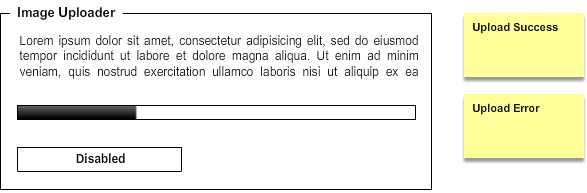 Image Uploader
Lorem ipsum dolor sit amet, consectetur adipisicing elit, sed do eiusmod
tempor incididunt ut labore et dolore magna aliqua. Ut enim ad minim
veniam, quis nostrud exercitation ullamco laboris nisi ut aliquip ex ea
Disabled
Upload Success
Upload Error